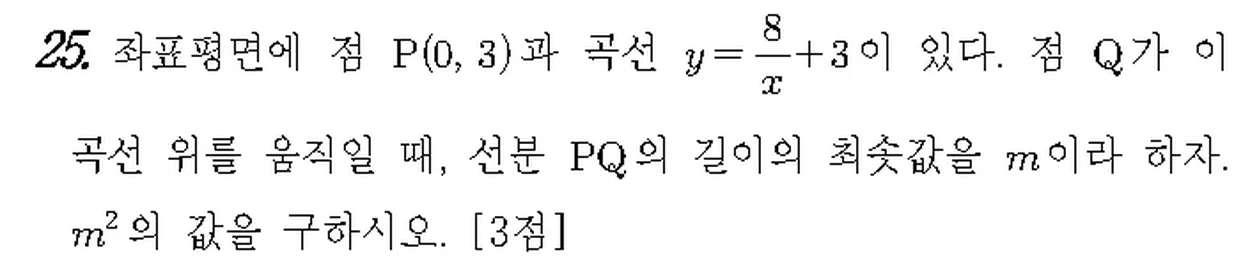 25. 좌표평면에 점 P(0, 3)과 곡선 y=8/x+3이 있다. 점 Q가 이
곡선 위를 움직일 때, 선분 PQ의 길이의 최솟값을 m이라 하자.
m²의 값을 구하시오. [3점]